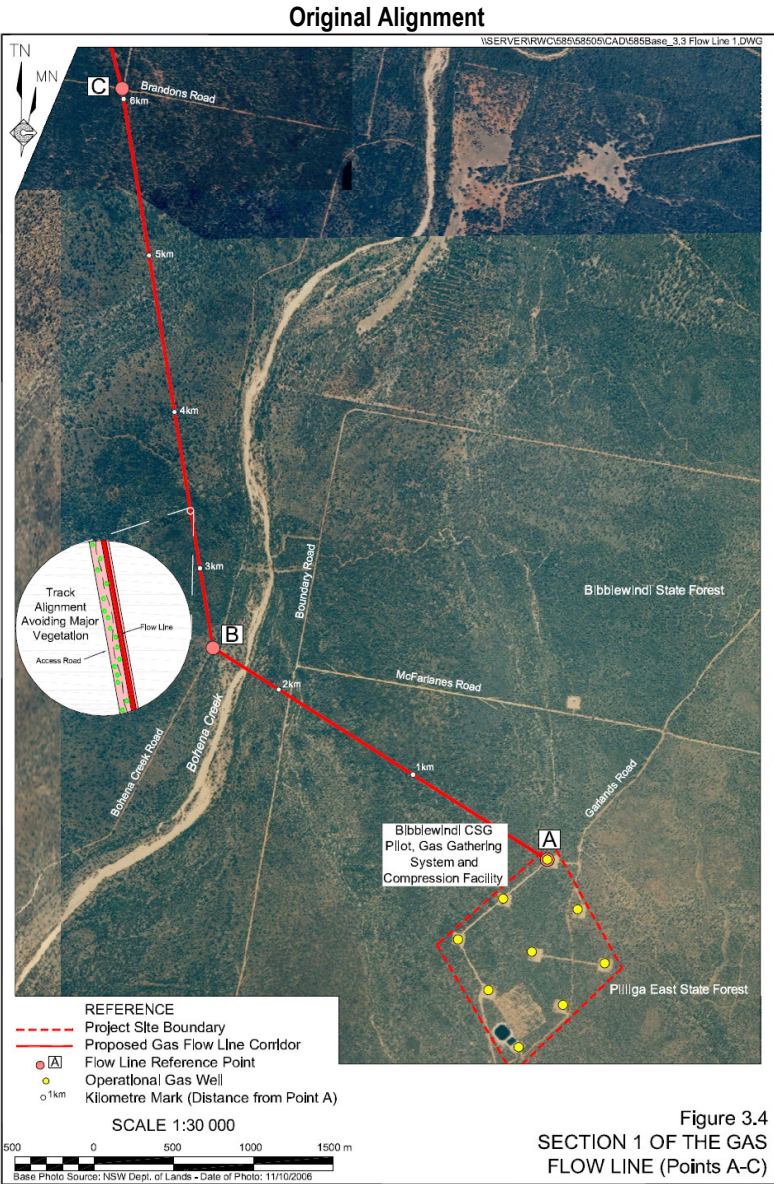 Original Alignment
\\SERVER\RWC\585\58505\CAD\585Base_3.3 Flow Line 1.DWG
TN
MN
C
Brandons Road
6km
5km
4km
3km
Track
Alignment
Avoiding Major
Vegetation
Flow Line
Access Road
B
Boundary Road
Bibblewindi State Forest
2km
McFarlanes Road
Bohena Creek
Bohena Creek Road
1km
Garlands Road
Bibblewindi CSG
Pilot, Gas Gathering
System and
Compression Facility
A
Pilliga East State Forest
REFERENCE
Project Site Boundary
Proposed Gas Flow Line Corridor
A Flow Line Reference Point
Operational Gas Well
1km Kilometre Mark (Distance from Point A)
SCALE 1:30 000
500 0 500 1000 1500 m
Base Photo Source: NSW Dept. of Lands - Date of Photo: 11/10/2006
Figure 3.4
SECTION 1 OF THE GAS
FLOW LINE (Points A-C)